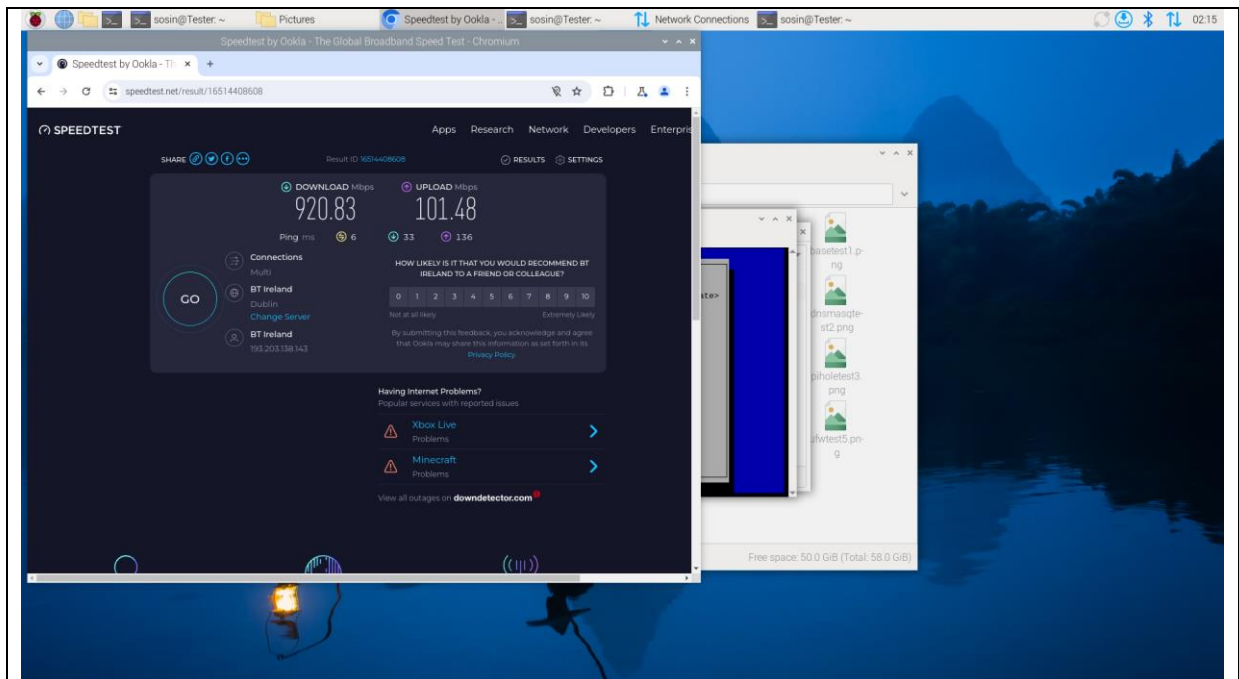 sosin@Tester: ~
Pictures
Speedtest by Ookla - ...
sosin@Tester: ~
Network Connections
sosin@Tester: ~
02:15
Speedtest by Ookla - The Global Broadband Speed Test - Chromium
Speedtest by Ookla - Th
speedtest.net/result/16514408608
SPEEDTEST
Apps Research Network Developers Enterpris
SHARE
Result ID 16514408608
RESULTS
SETTINGS
DOWNLOAD Mbps
UPLOAD Mbps
920.83
101.48
Ping ms 6 33 136
Connections
Multi
BT Ireland
Dublin
Change Server
BT Ireland
193.203.138.143
GO
HOW LIKELY IS IT THAT YOU WOULD RECOMMEND BT
IRELAND TO A FRIEND OR COLLEAGUE?
0 1 2 3 4 5 6 7 8 9 10
Not at all likely
Extremely Likely
By submitting this feedback, you acknowledge and agree
that Ookla may share this information as set forth in its
Privacy Policy.
Having Internet Problems?
Popular services with reported issues
Xbox Live
Problems
Minecraft
Problems
View all outages on downdetector.com
ate>
basetest1.p-
ng
dnsmasqte-
st2.png
piholetest3.
png
ufwtest5.pn-
g
Free space: 50.0 GiB (Total: 58.0 GiB)